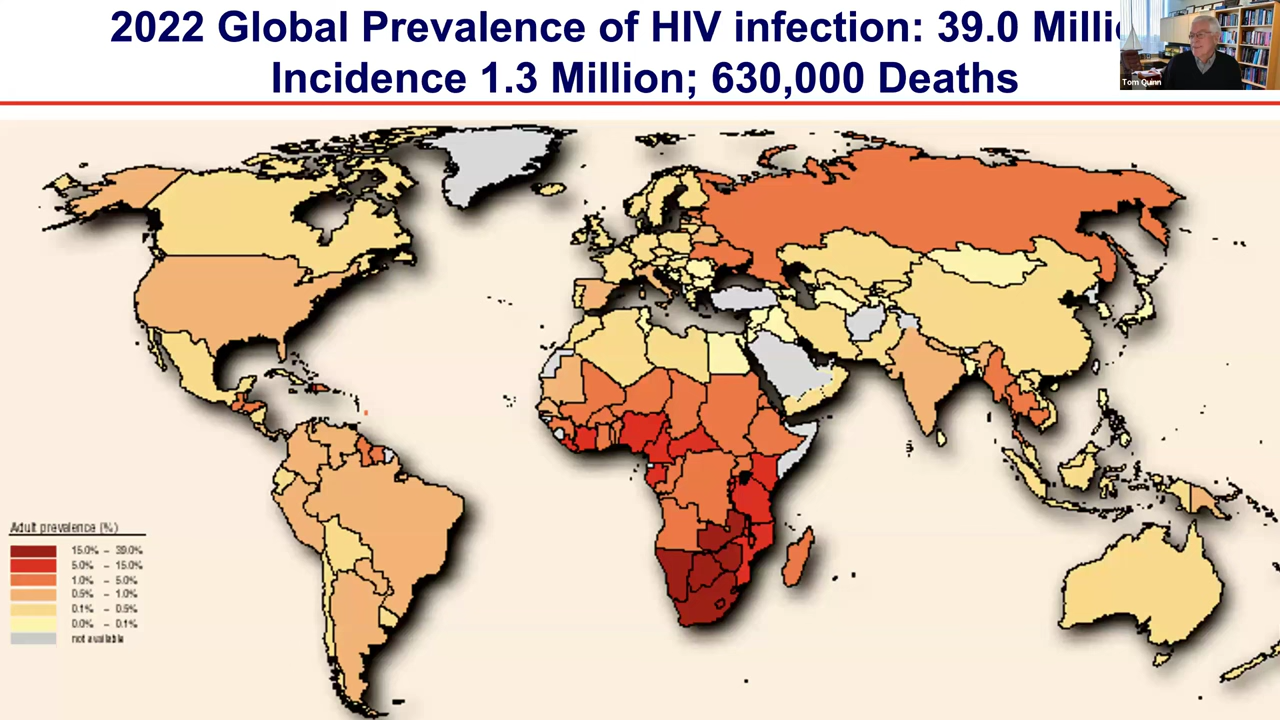 2022 Global Prevalence of HIV infection: 39.0 Millio
Incidence 1.3 Million; 630,000 Deaths
Tom Quinn
Adult prevalence (%)
15.0% - 39.0%
5.0% - 15.0%
1.0% - 5.0%
0.5% - 1.0%
0.1% - 0.5%
0.0% - 0.1%
not available